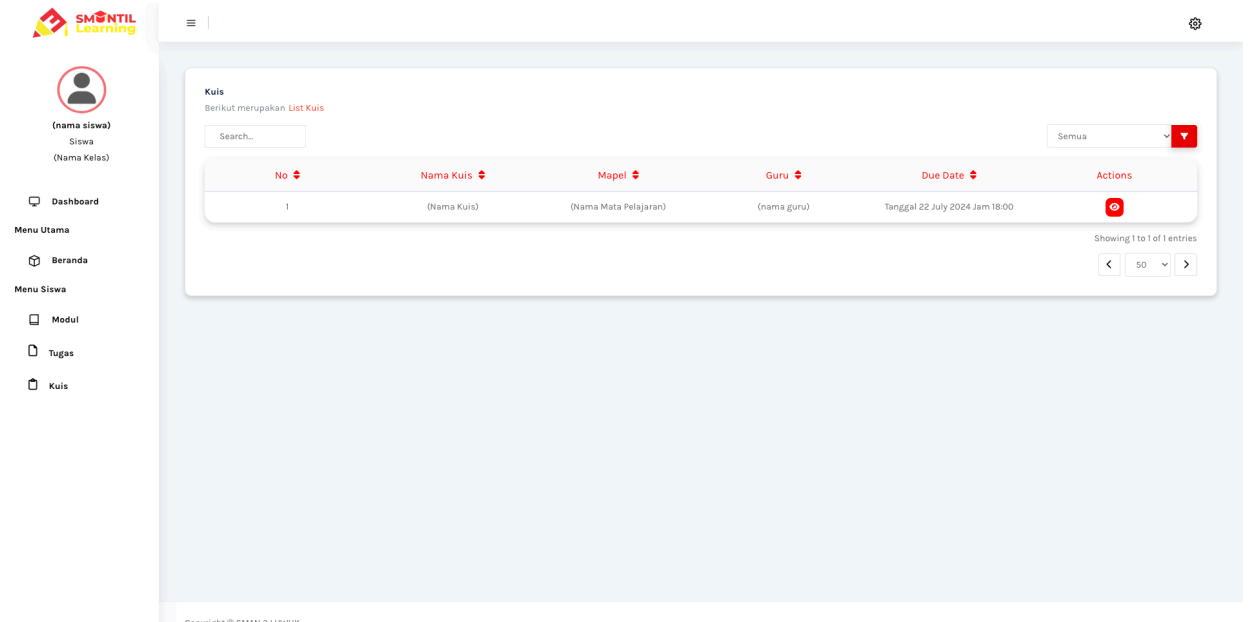 SMANTIL
Learning
(nama siswa)
Siswa
(Nama Kelas)
Dashboard
Menu Utama
Beranda
Menu Siswa
Modul
Tugas
Kuis
Kuis
Berikut merupakan List Kuis
Search...
Semua
No Nama Kuis Mapel Guru Due Date Actions
1 (Nama Kuis) (Nama Mata Pelajaran) (nama guru) Tanggal 22 July 2024 Jam 18:00
Showing 1 to 1 of 1 entries
50